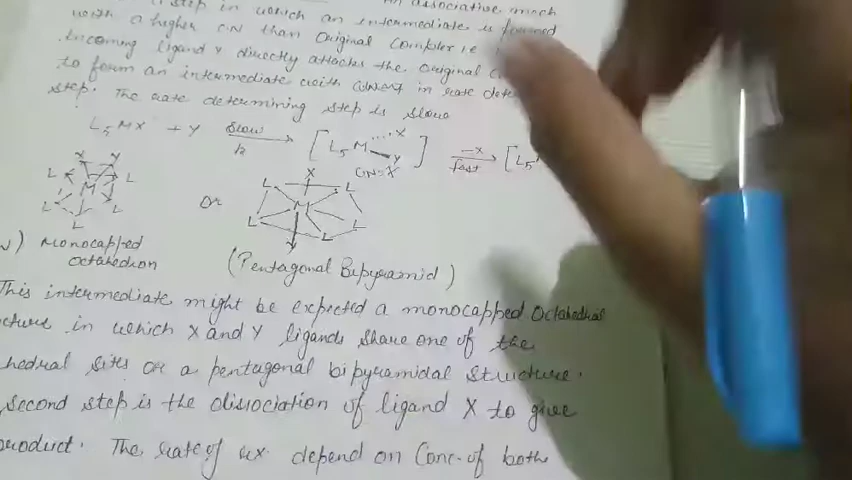 step in which an intermediate is formed
with a higher CN than Original Complex i.e
Incoming ligand Y directly attacks the Original
to form an intermediate with in rate
step. The rate determining step is slow
L5MX + Y slow k [L5M X Y] CN=7 -X fast [L5
X Y L L M L L L
or
X L L M L L L Y
Monocapped
Octahedron
(Pentagonal Bipyramid)
This intermediate might be expected a monocapped Octahedral
cture in which X and Y ligands share one of the
hedral sites or a pentagonal bipyramidal structure.
second step is the dissociation of ligand X to give
product. The rate of rx depend on Conc. of both